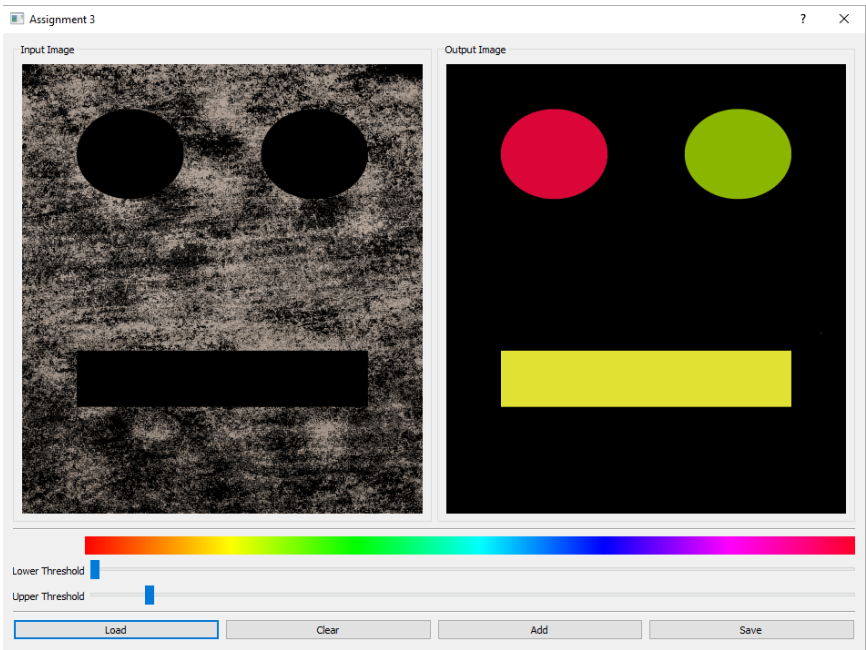 Assignment 3
Input Image
Output Image
Lower Threshold
Upper Threshold
Load Clear Add Save